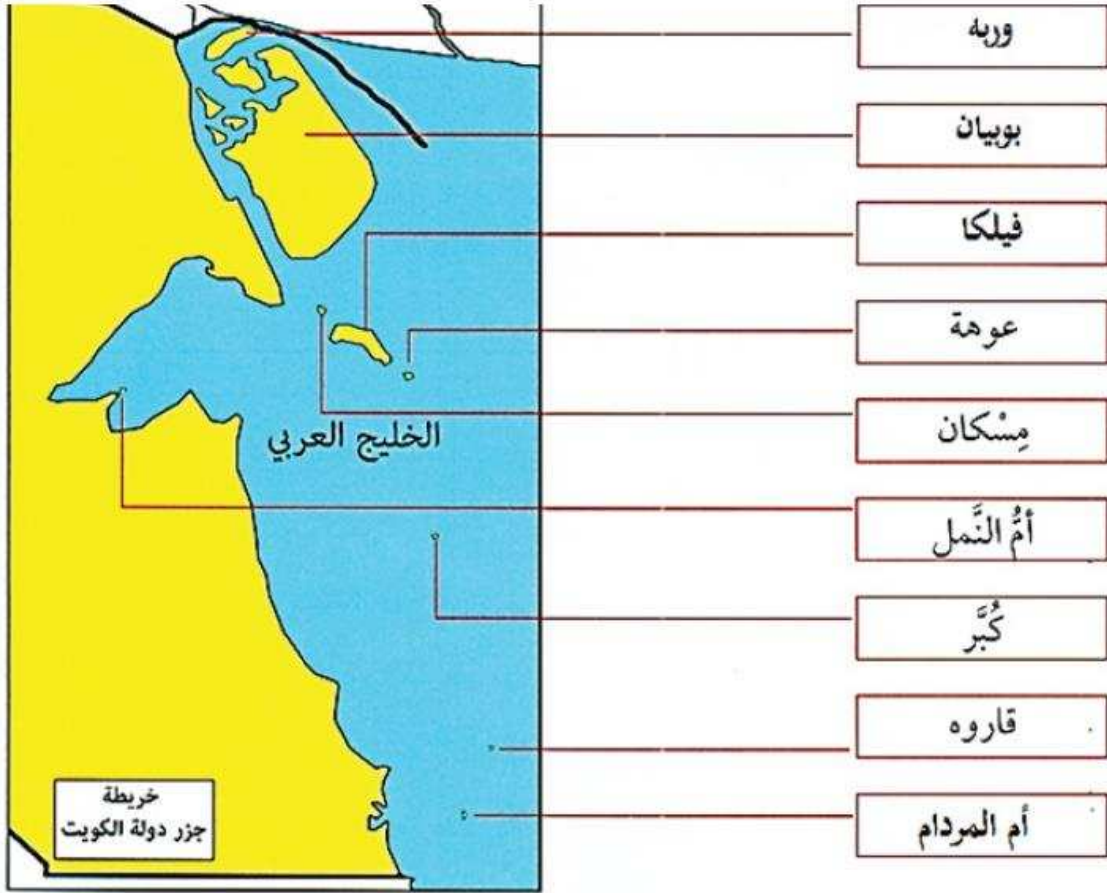 وربه
بوبيان
فيلكا
عوهة
مِسْكان
أمُّ النَّمل
كُبَّر
قاروه
أم المردام
الخليج العربي
خريطة
جزر دولة الكويت